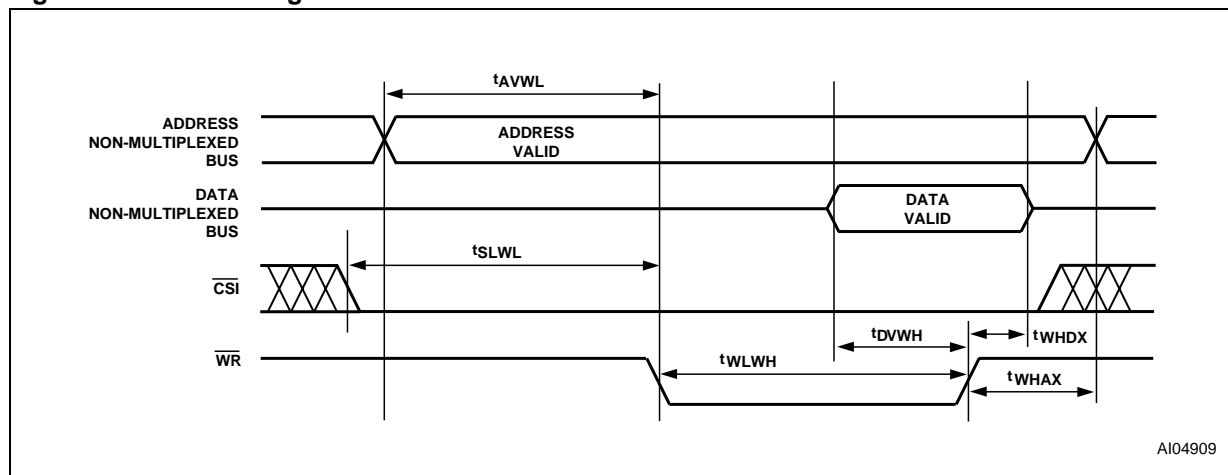 tAVWL
ADDRESS
NON-MULTIPLEXED
BUS
ADDRESS
VALID
DATA
NON-MULTIPLEXED
BUS
DATA
VALID
tSLWL
CSI
tDVWH
tWHDX
WR
tWLWH
tWHAX
AI04909